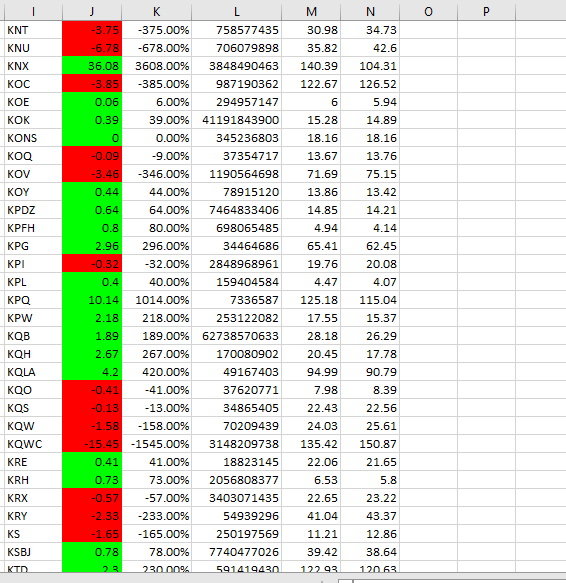 I J K L M N O P
KNT -3.75 -375.00% 758577435 30.98 34.73
KNU -6.78 -678.00% 706079898 35.82 42.6
KNX 36.08 3608.00% 3848490463 140.39 104.31
KOC -3.85 -385.00% 987190362 122.67 126.52
KOE 0.06 6.00% 294957147 6 5.94
KOK 0.39 39.00% 41191843900 15.28 14.89
KONS 0 0.00% 345236803 18.16 18.16
KOQ -0.09 -9.00% 37354717 13.67 13.76
KOV -3.46 -346.00% 1190564698 71.69 75.15
KOY 0.44 44.00% 78915120 13.86 13.42
KPDZ 0.64 64.00% 7464833406 14.85 14.21
KPFH 0.8 80.00% 698065485 4.94 4.14
KPG 2.96 296.00% 34464686 65.41 62.45
KPI -0.32 -32.00% 2848968961 19.76 20.08
KPL 0.4 40.00% 159404584 4.47 4.07
KPQ 10.14 1014.00% 7336587 125.18 115.04
KPW 2.18 218.00% 253122082 17.55 15.37
KQB 1.89 189.00% 62738570633 28.18 26.29
KQH 2.67 267.00% 170080902 20.45 17.78
KQLA 4.2 420.00% 49167403 94.99 90.79
KQO -0.41 -41.00% 37620771 7.98 8.39
KQS -0.13 -13.00% 34865405 22.43 22.56
KQW -1.58 -158.00% 70209439 24.03 25.61
KQWC -15.45 -1545.00% 3148209738 135.42 150.87
KRE 0.41 41.00% 18823145 22.06 21.65
KRH 0.73 73.00% 2056808377 6.53 5.8
KRX -0.57 -57.00% 3403071435 22.65 23.22
KRY -2.33 -233.00% 54939296 41.04 43.37
KS -1.65 -165.00% 250197569 11.21 12.86
KSBJ 0.78 78.00% 7740477026 39.42 38.64
KTD 2.3 230.00% 591419430 122.93 120.63